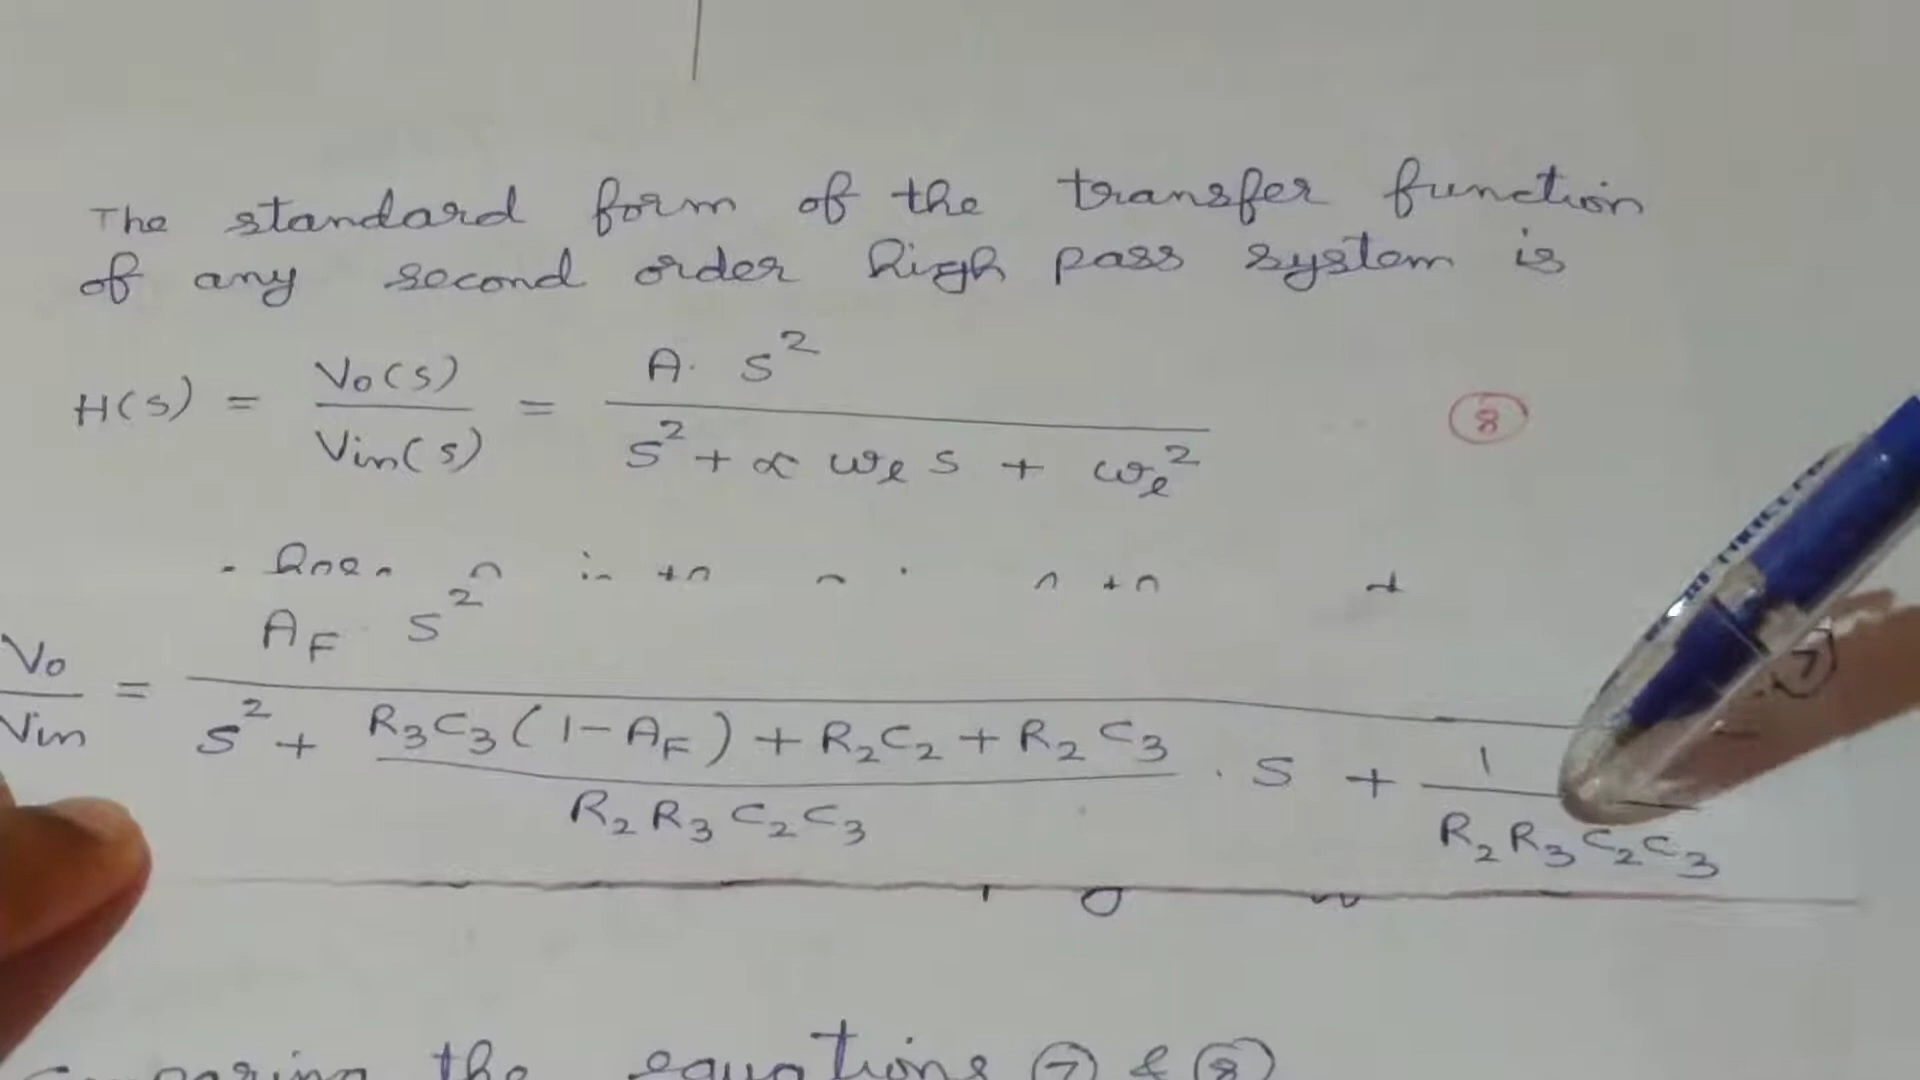 The standard form of the transfer function
of any second order high pass system is
H(s) = Vo(s) / Vin(s) = A. s² / s² + α ωl s + ωl² ⑧
Vo / Vin = AF s² / s² + R3C3(1-AF) + R2C2 + R2C3 / R2R3C2C3 . s + 1 / R2R3C2C3 ⑦
the equations ⑦ & ⑧